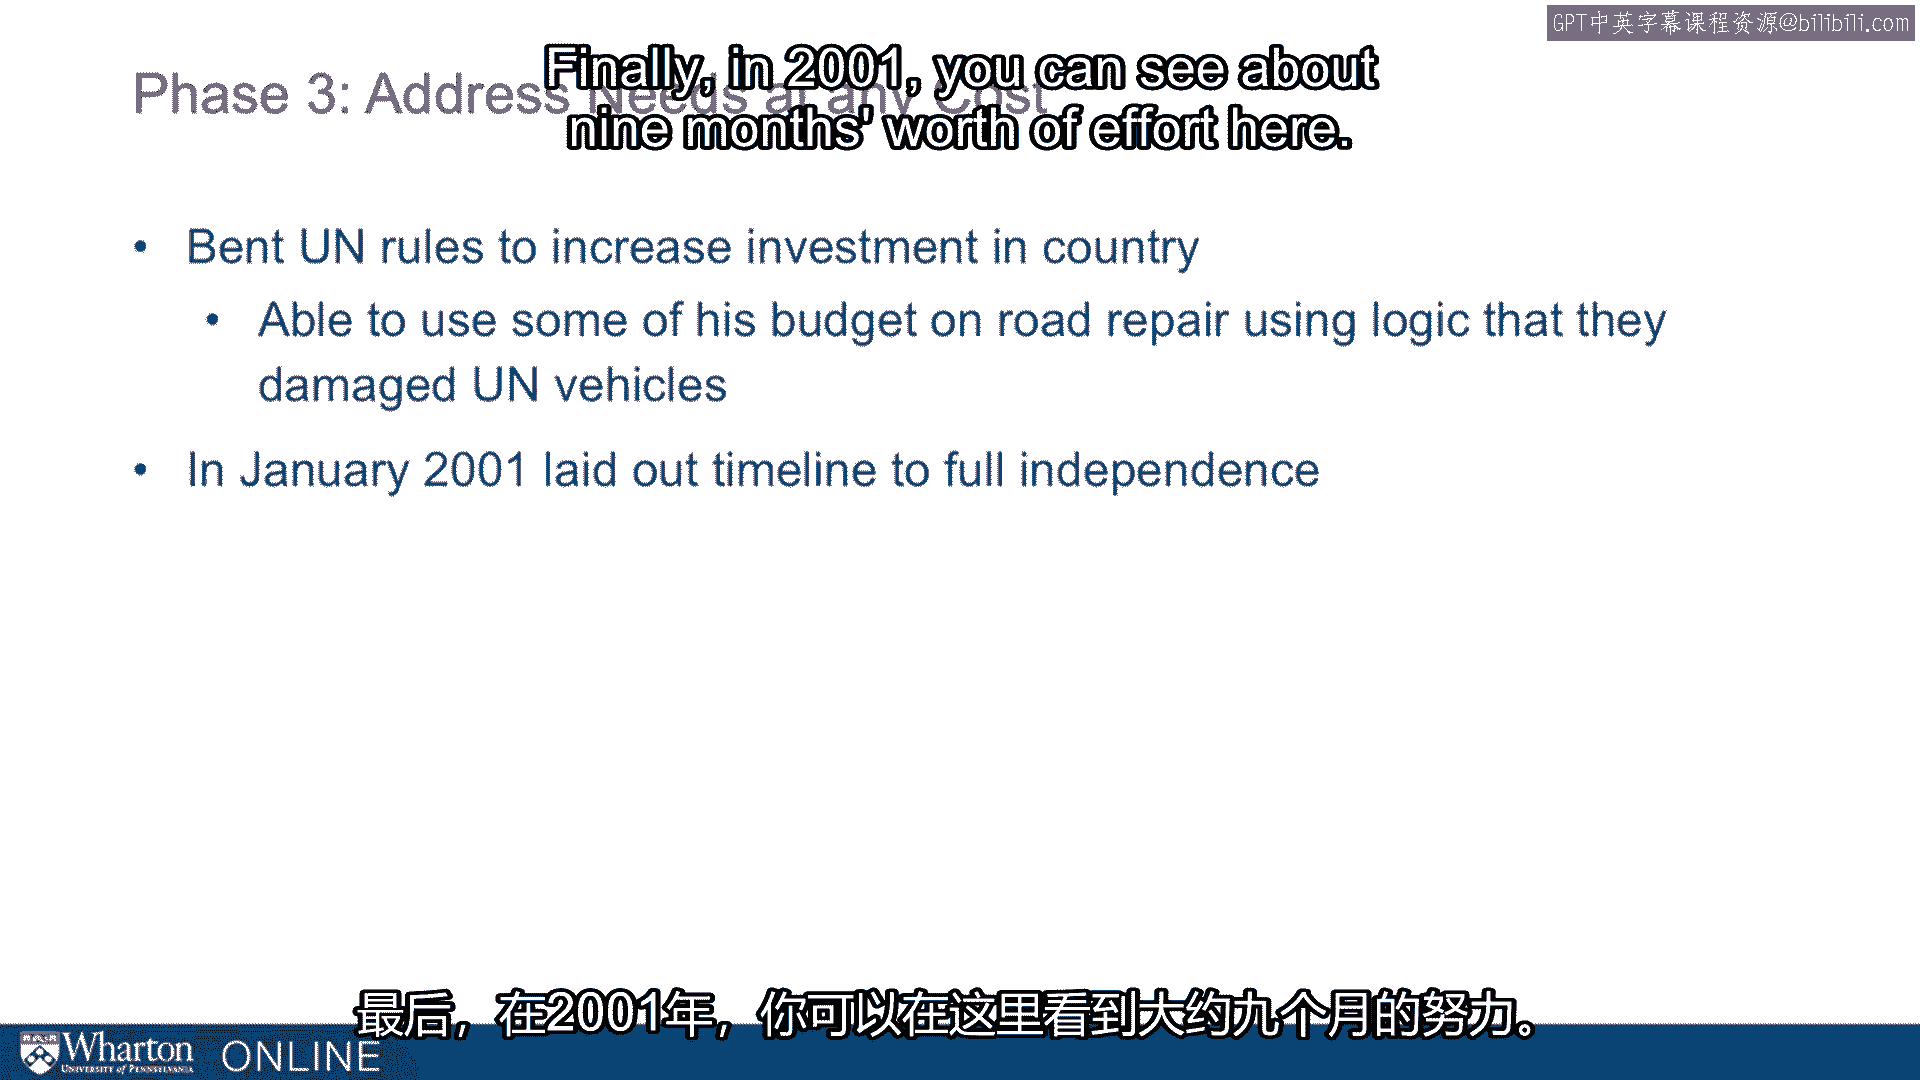 GPT中英字幕课程资源@bilibili.com
Phase 3: Address Needs at any Cost
Finally, in 2001, you can see about
nine months' worth of effort here.
• Bent UN rules to increase investment in country
• Able to use some of his budget on road repair using logic that they
damaged UN vehicles
• In January 2001 laid out timeline to full independence
最后，在2001年，你可以在这里看到大约九个月的努力。
Wharton
UNIVERSITY of PENNSYLVANIA
ONLINE